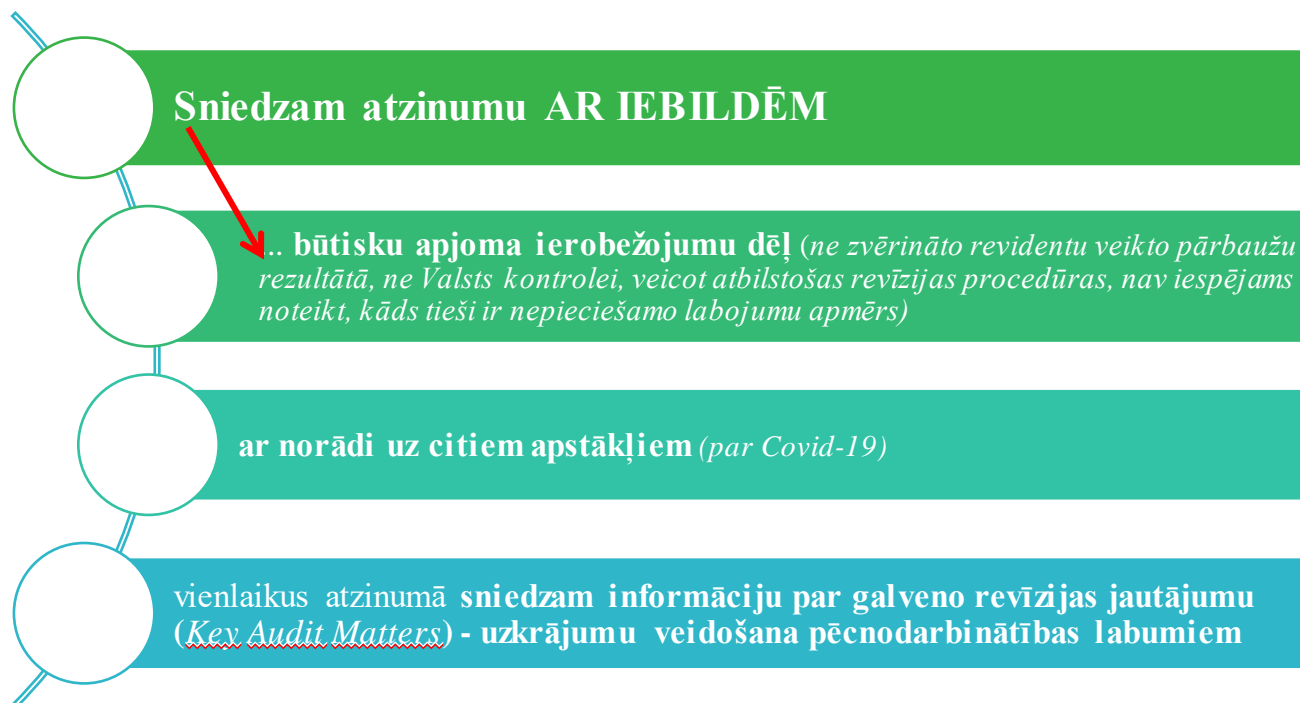 Sniedzam atzinumu AR IEBILDĒM
... būtisku apjoma ierobežojumu dēļ (ne zvērināto revidentu veikto pārbaužu
rezultātā, ne Valsts kontrolei, veicot atbilstošas revīzijas procedūras, nav iespējams
noteikt, kāds tieši ir nepieciešamo labojumu apmērs)
ar norādi uz citiem apstākļiem (par Covid-19)
vienlaikus atzinumā sniedzam informāciju par galveno revīzijas jautājumu
(Key Audit Matters) - uzkrājumu veidošana pēcnodarbinātības labumiem